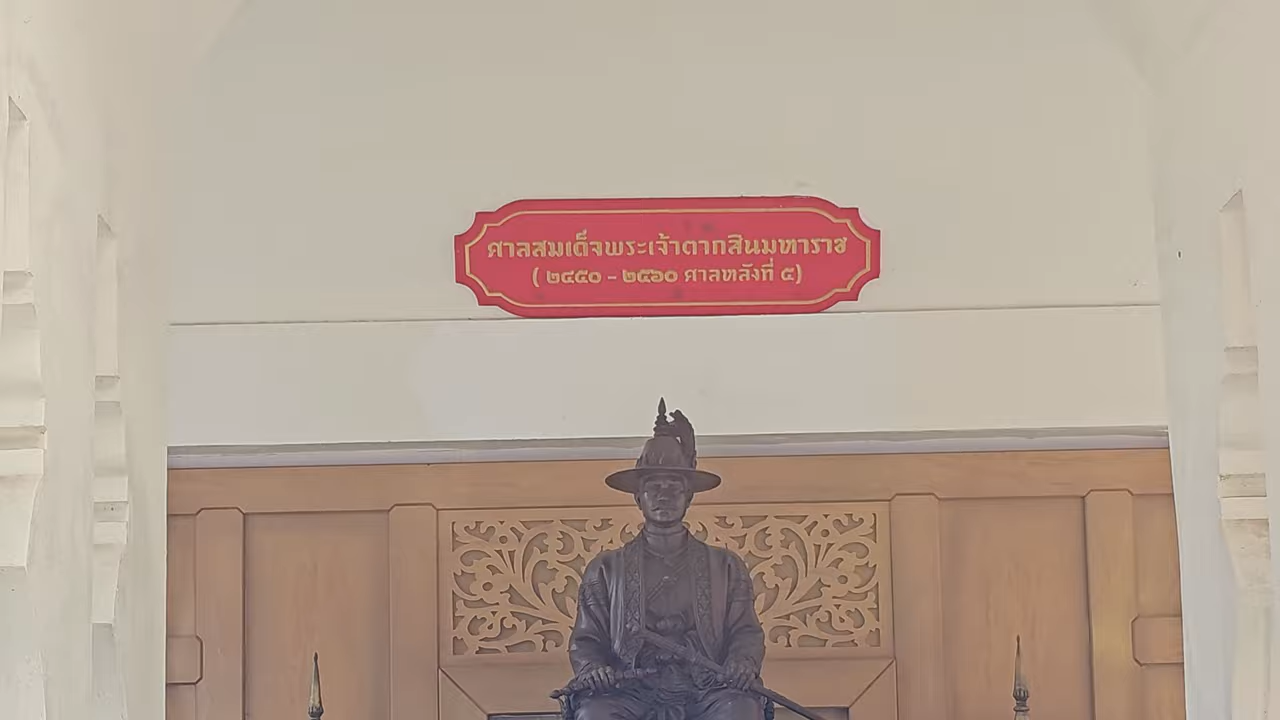 ศาลสมเด็จพระเจ้าตากสินมหาราช
( ๒๔๕๐ - ๒๕๖๐ ศาลหลังที่ ๕)